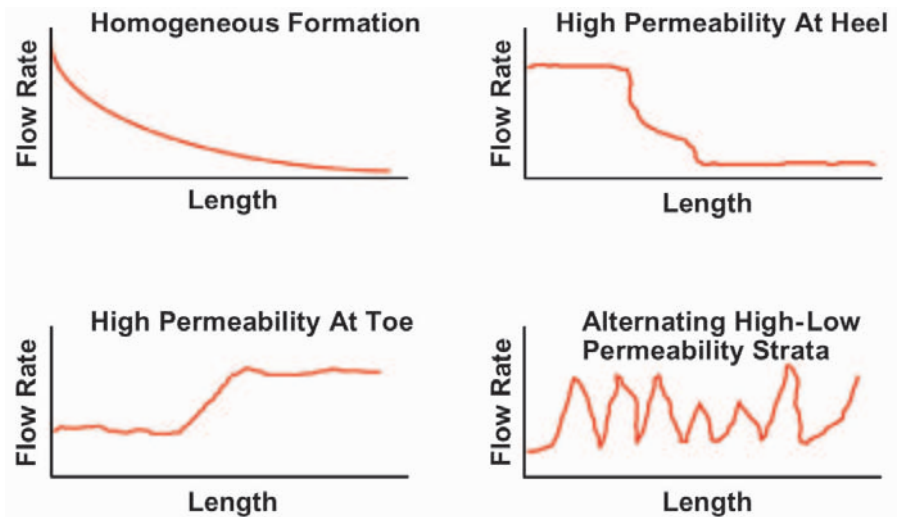 Homogeneous Formation
Flow Rate
Length
High Permeability At Heel
Flow Rate
Length
High Permeability At Toe
Flow Rate
Length
Alternating High-Low
Permeability Strata
Flow Rate
Length